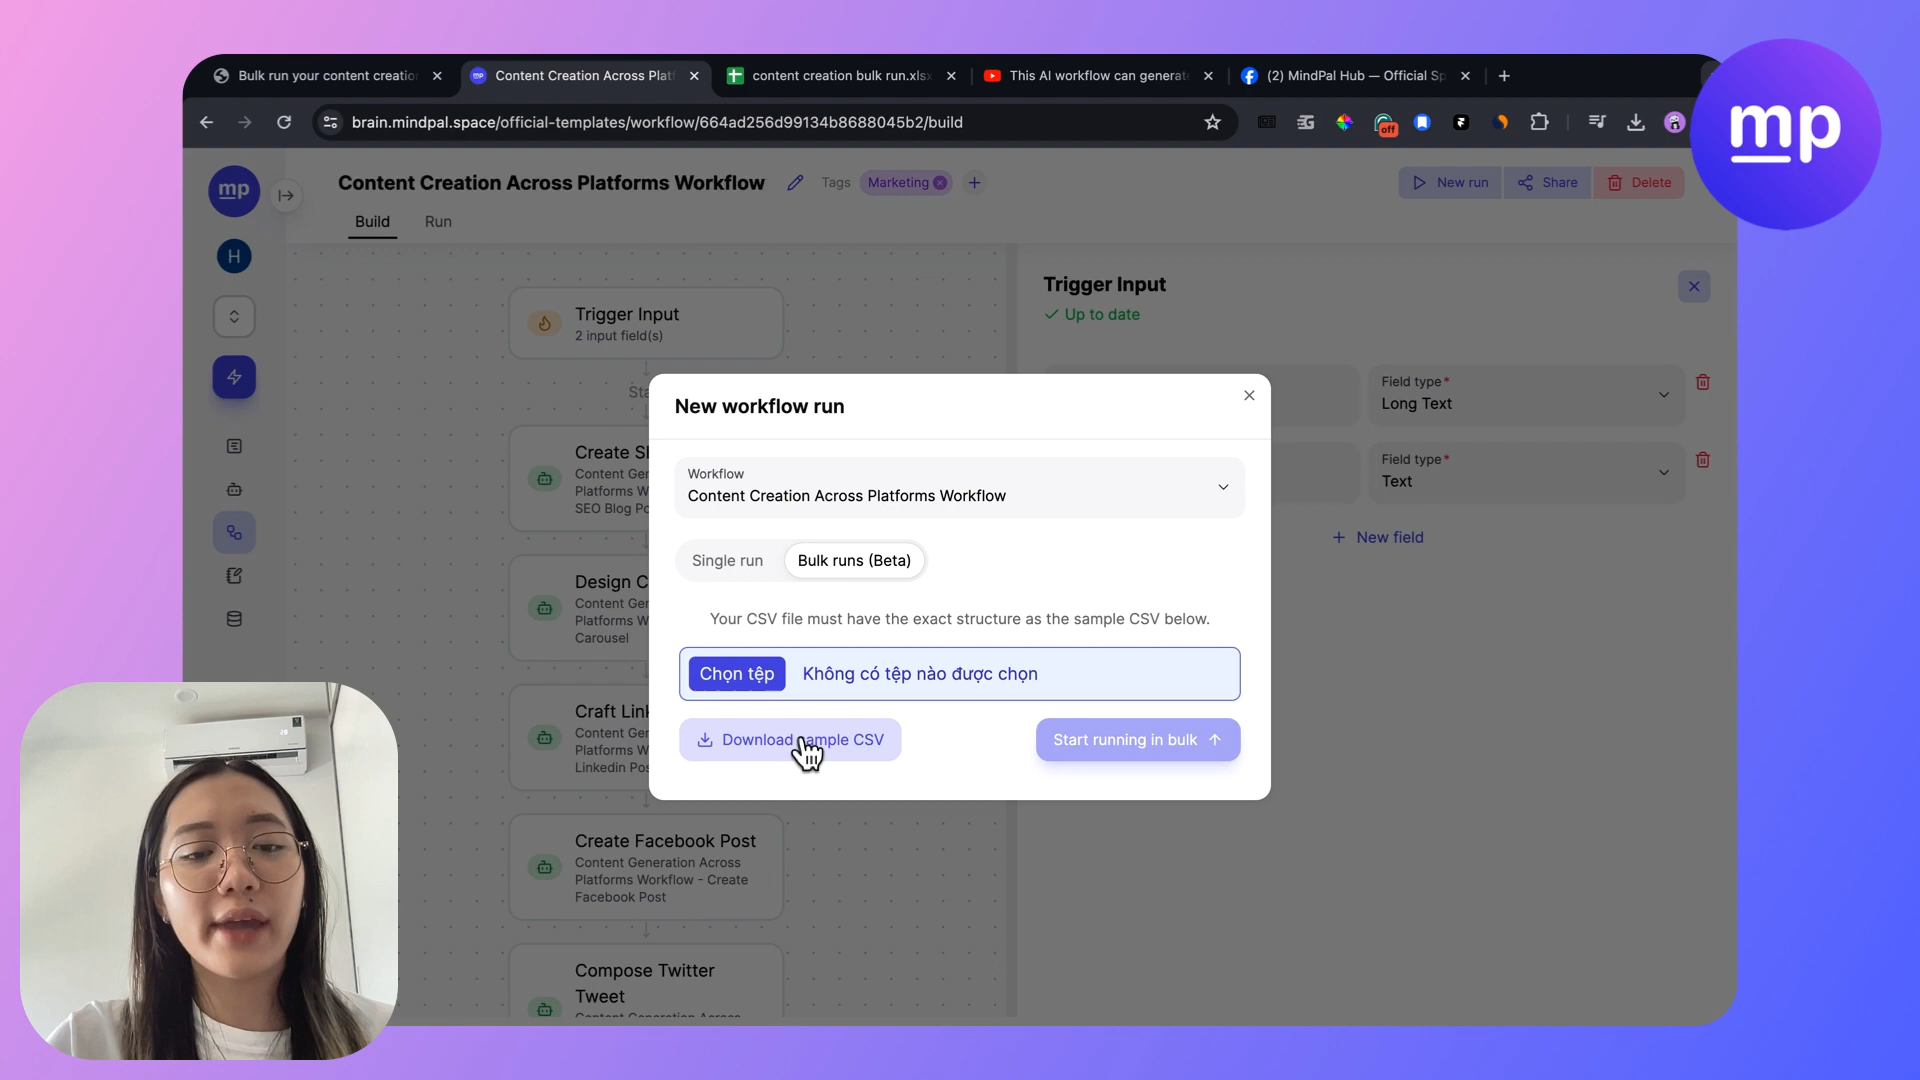 Bulk run your content creation
Content Creation Across Platf
content creation bulk run.xlsx
This AI workflow can generat
(2) MindPal Hub — Official Sp
brain.mindpal.space/official-templates/workflow/664ad256d99134b8688045b2/build
off
mp
mp
Content Creation Across Platforms Workflow
Tags
Marketing
New run
Share
Delete
H
Build
Run
Trigger Input
2 input field(s)
Sta
Create SE
Content Gen
Platforms W
SEO Blog Po
Design C
Content Gen
Platforms W
Carousel
Craft Link
Content Gen
Platforms W
Linkedin Pos
Create Facebook Post
Content Generation Across
Platforms Workflow - Create
Facebook Post
Compose Twitter
Tweet
Content Generation Across
Trigger Input
Up to date
Field type*
Long Text
Field type*
Text
New field
New workflow run
Workflow
Content Creation Across Platforms Workflow
Single run
Bulk runs (Beta)
Your CSV file must have the exact structure as the sample CSV below.
Chọn tệp
Không có tệp nào được chọn
Download sample CSV
Start running in bulk